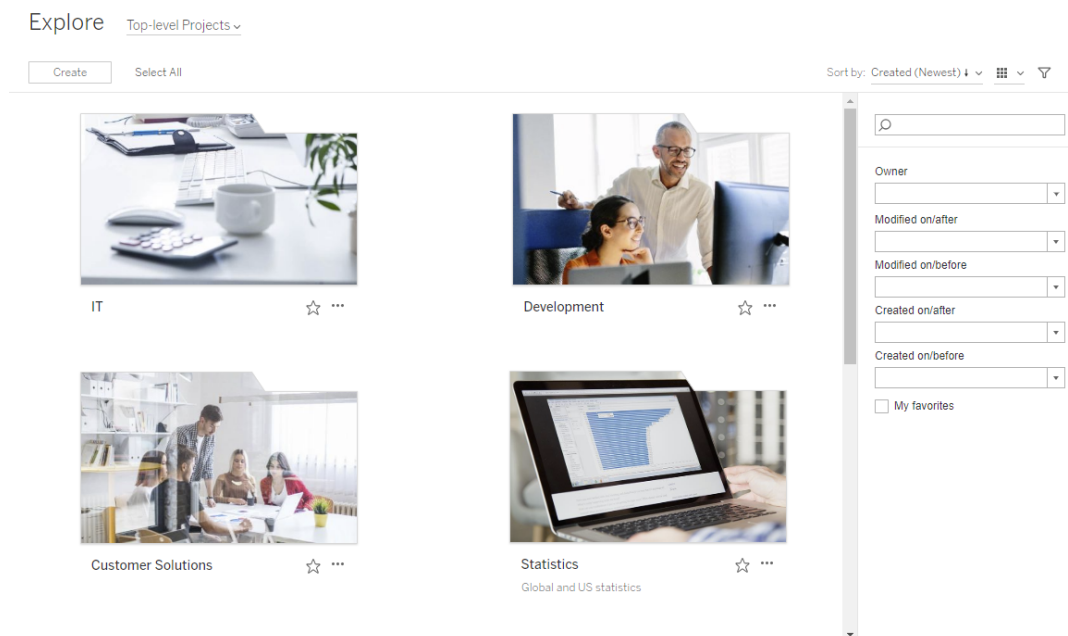 Explore Top-level Projects
Create Select All Sort by: Created (Newest)
Owner
Modified on/after
Modified on/before
Created on/after
Created on/before
My favorites
IT
Development
Customer Solutions
Statistics
Global and US statistics